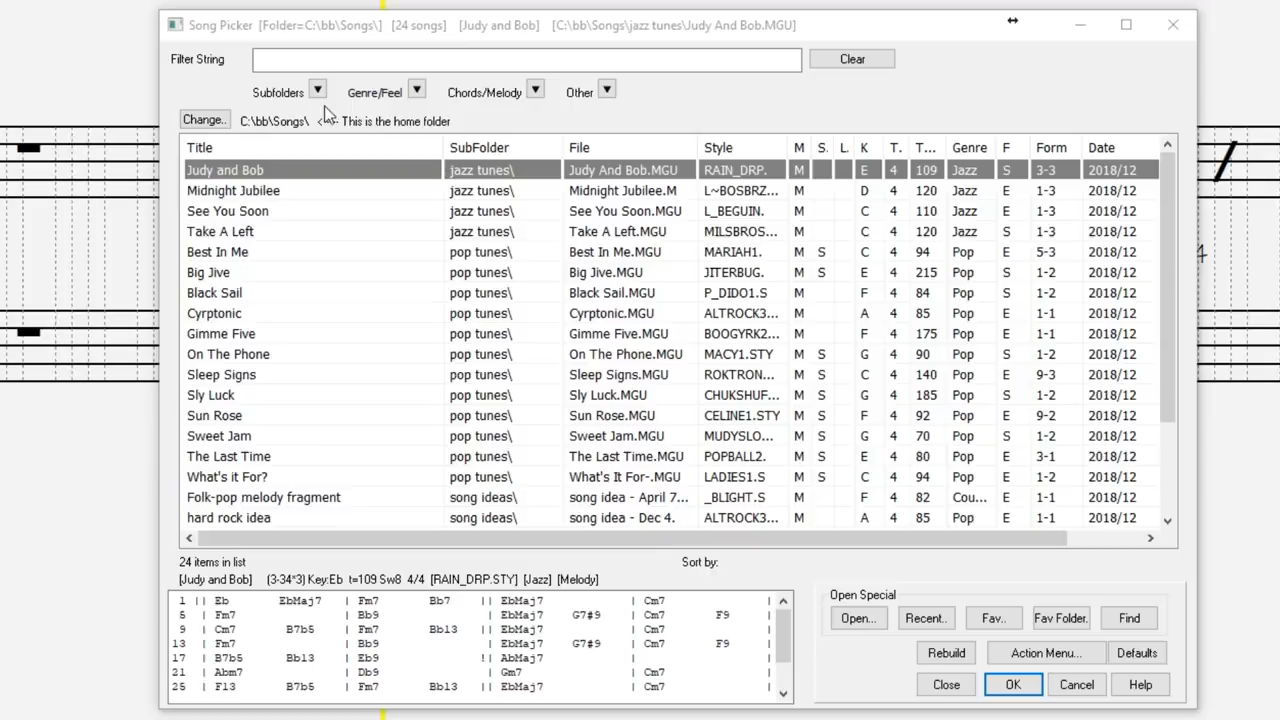 Song Picker [Folder=C:\bb\Songs\] [24 songs] [Judy and Bob] [C:\bb\Songs\jazz tunes\Judy And Bob.MGU]
Filter String Clear
Subfolders Genre/Feel Chords/Melody Other
Change.. C:\bb\Songs\ <-- This is the home folder
Title SubFolder File Style M S. L. K T. T... Genre F Form Date
Judy and Bob jazz tunes\ Judy And Bob.MGU RAIN_DRP. M E 4 109 Jazz S 3-3 2018/12
Midnight Jubilee jazz tunes\ Midnight Jubilee.M L~BOSBRZ... M D 4 120 Jazz E 1-3 2018/12
See You Soon jazz tunes\ See You Soon.MGU L_BEGUIN. M C 4 110 Jazz E 1-3 2018/12
Take A Left jazz tunes\ Take A Left.MGU MILSBROS... M C 4 120 Jazz S 1-3 2018/12
Best In Me pop tunes\ Best In Me.MGU MARIAH1. M S C 4 94 Pop E 5-3 2018/12
Big Jive pop tunes\ Big Jive.MGU JITERBUG. M S E 4 215 Pop S 1-2 2018/12
Black Sail pop tunes\ Black Sail.MGU P_DIDO1.S M F 4 84 Pop E 1-2 2018/12
Cyrptonic pop tunes\ Cyrptonic.MGU ALTROCK3... M A 4 85 Pop E 1-1 2018/12
Gimme Five pop tunes\ Gimme Five.MGU BOOGYRK2... M F 4 175 Pop E 1-1 2018/12
On The Phone pop tunes\ On The Phone.MGU MACY1.STY M S G 4 90 Pop E 1-2 2018/12
Sleep Signs pop tunes\ Sleep Signs.MGU ROKTRON... M S C 4 140 Pop E 9-3 2018/12
Sly Luck pop tunes\ Sly Luck.MGU CHUKSHUF... M S G 4 185 Pop S 1-2 2018/12
Sun Rose pop tunes\ Sun Rose.MGU CELINE1.STY M S F 4 92 Pop E 9-2 2018/12
Sweet Jam pop tunes\ Sweet Jam.MGU MUDYSLO... M S G 4 70 Pop S 1-2 2018/12
The Last Time pop tunes\ The Last Time.MGU POPBALL2. M S E 4 80 Pop E 3-1 2018/12
What's it For? pop tunes\ What's It For-.MGU LADIES1.S M S C 4 94 Pop E 1-2 2018/12
Folk-pop melody fragment song ideas\ song idea - April 7... _BLIGHT.S M F 4 82 Cou... E 1-1 2018/12
hard rock idea song ideas\ song idea - Dec 4. ALTROCK3... M A 4 85 Pop E 1-1 2018/12
24 items in list Sort by:
[Judy and Bob] (3-34*3) Key:Eb t=109 Sw8 4/4 [RAIN_DRP.STY] [Jazz] [Melody]
1 || Eb EbMaj7 | Fm7 Bb7 || EbMaj7 | Cm7 |
5 | Fm7 | Bb9 | EbMaj7 G7#9 | Cm7 F9 |
9 | Cm7 B7b5 | Fm7 Bb13 || EbMaj7 | Cm7 |
13 | Fm7 | Bb9 | EbMaj7 G7#9 | Cm7 F9 |
17 | B7b5 Bb13 | Eb9 !| AbMaj7 | |
21 | Abm7 | Db9 | Gm7 | Cm7 |
25 | F13 B7b5 | Fm7 Bb13 || EbMaj7 | Cm7 |
Open Special
Open... Recent.. Fav.. Fav Folder. Find
Rebuild Action Menu... Defaults
Close OK Cancel Help
4